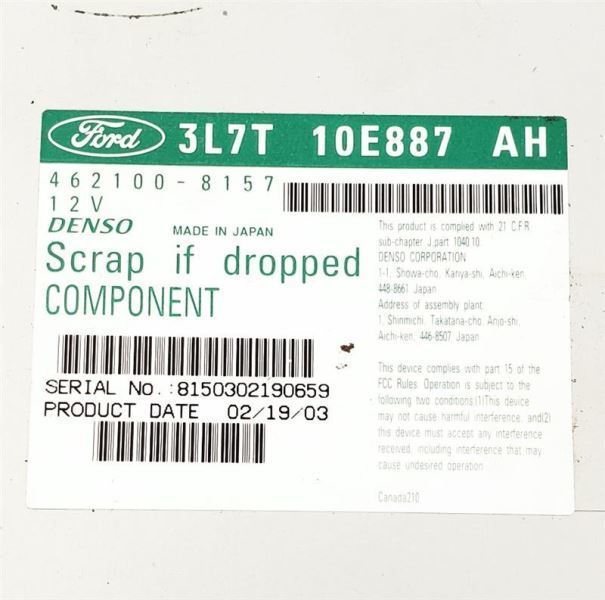 Ford 3L7T 10E887 AH
462100-8157
12V
DENSO MADE IN JAPAN
Scrap if dropped
COMPONENT
SERIAL No.:8150302190659
PRODUCT DATE 02/19/03
This product is complied with 21 C.F.R
sub-chapter J,part 1040.10.
DENSO CORPORATION
1-1, Showa-cho, Kariya-shi, Aichi-ken,
448-8661 Japan
Address of assembly plant:
1, Shinmichi, Takatana-cho, Anjo-shi,
Aichi-ken, 446-8507 Japan
This device complies with part 15 of the
FCC Rules. Operation is subject to the
following two conditions:(1)This device
may not cause harmful interference, and(2)
this device must accept any interference
received, including interference that may
cause undesired operation.
Canada210